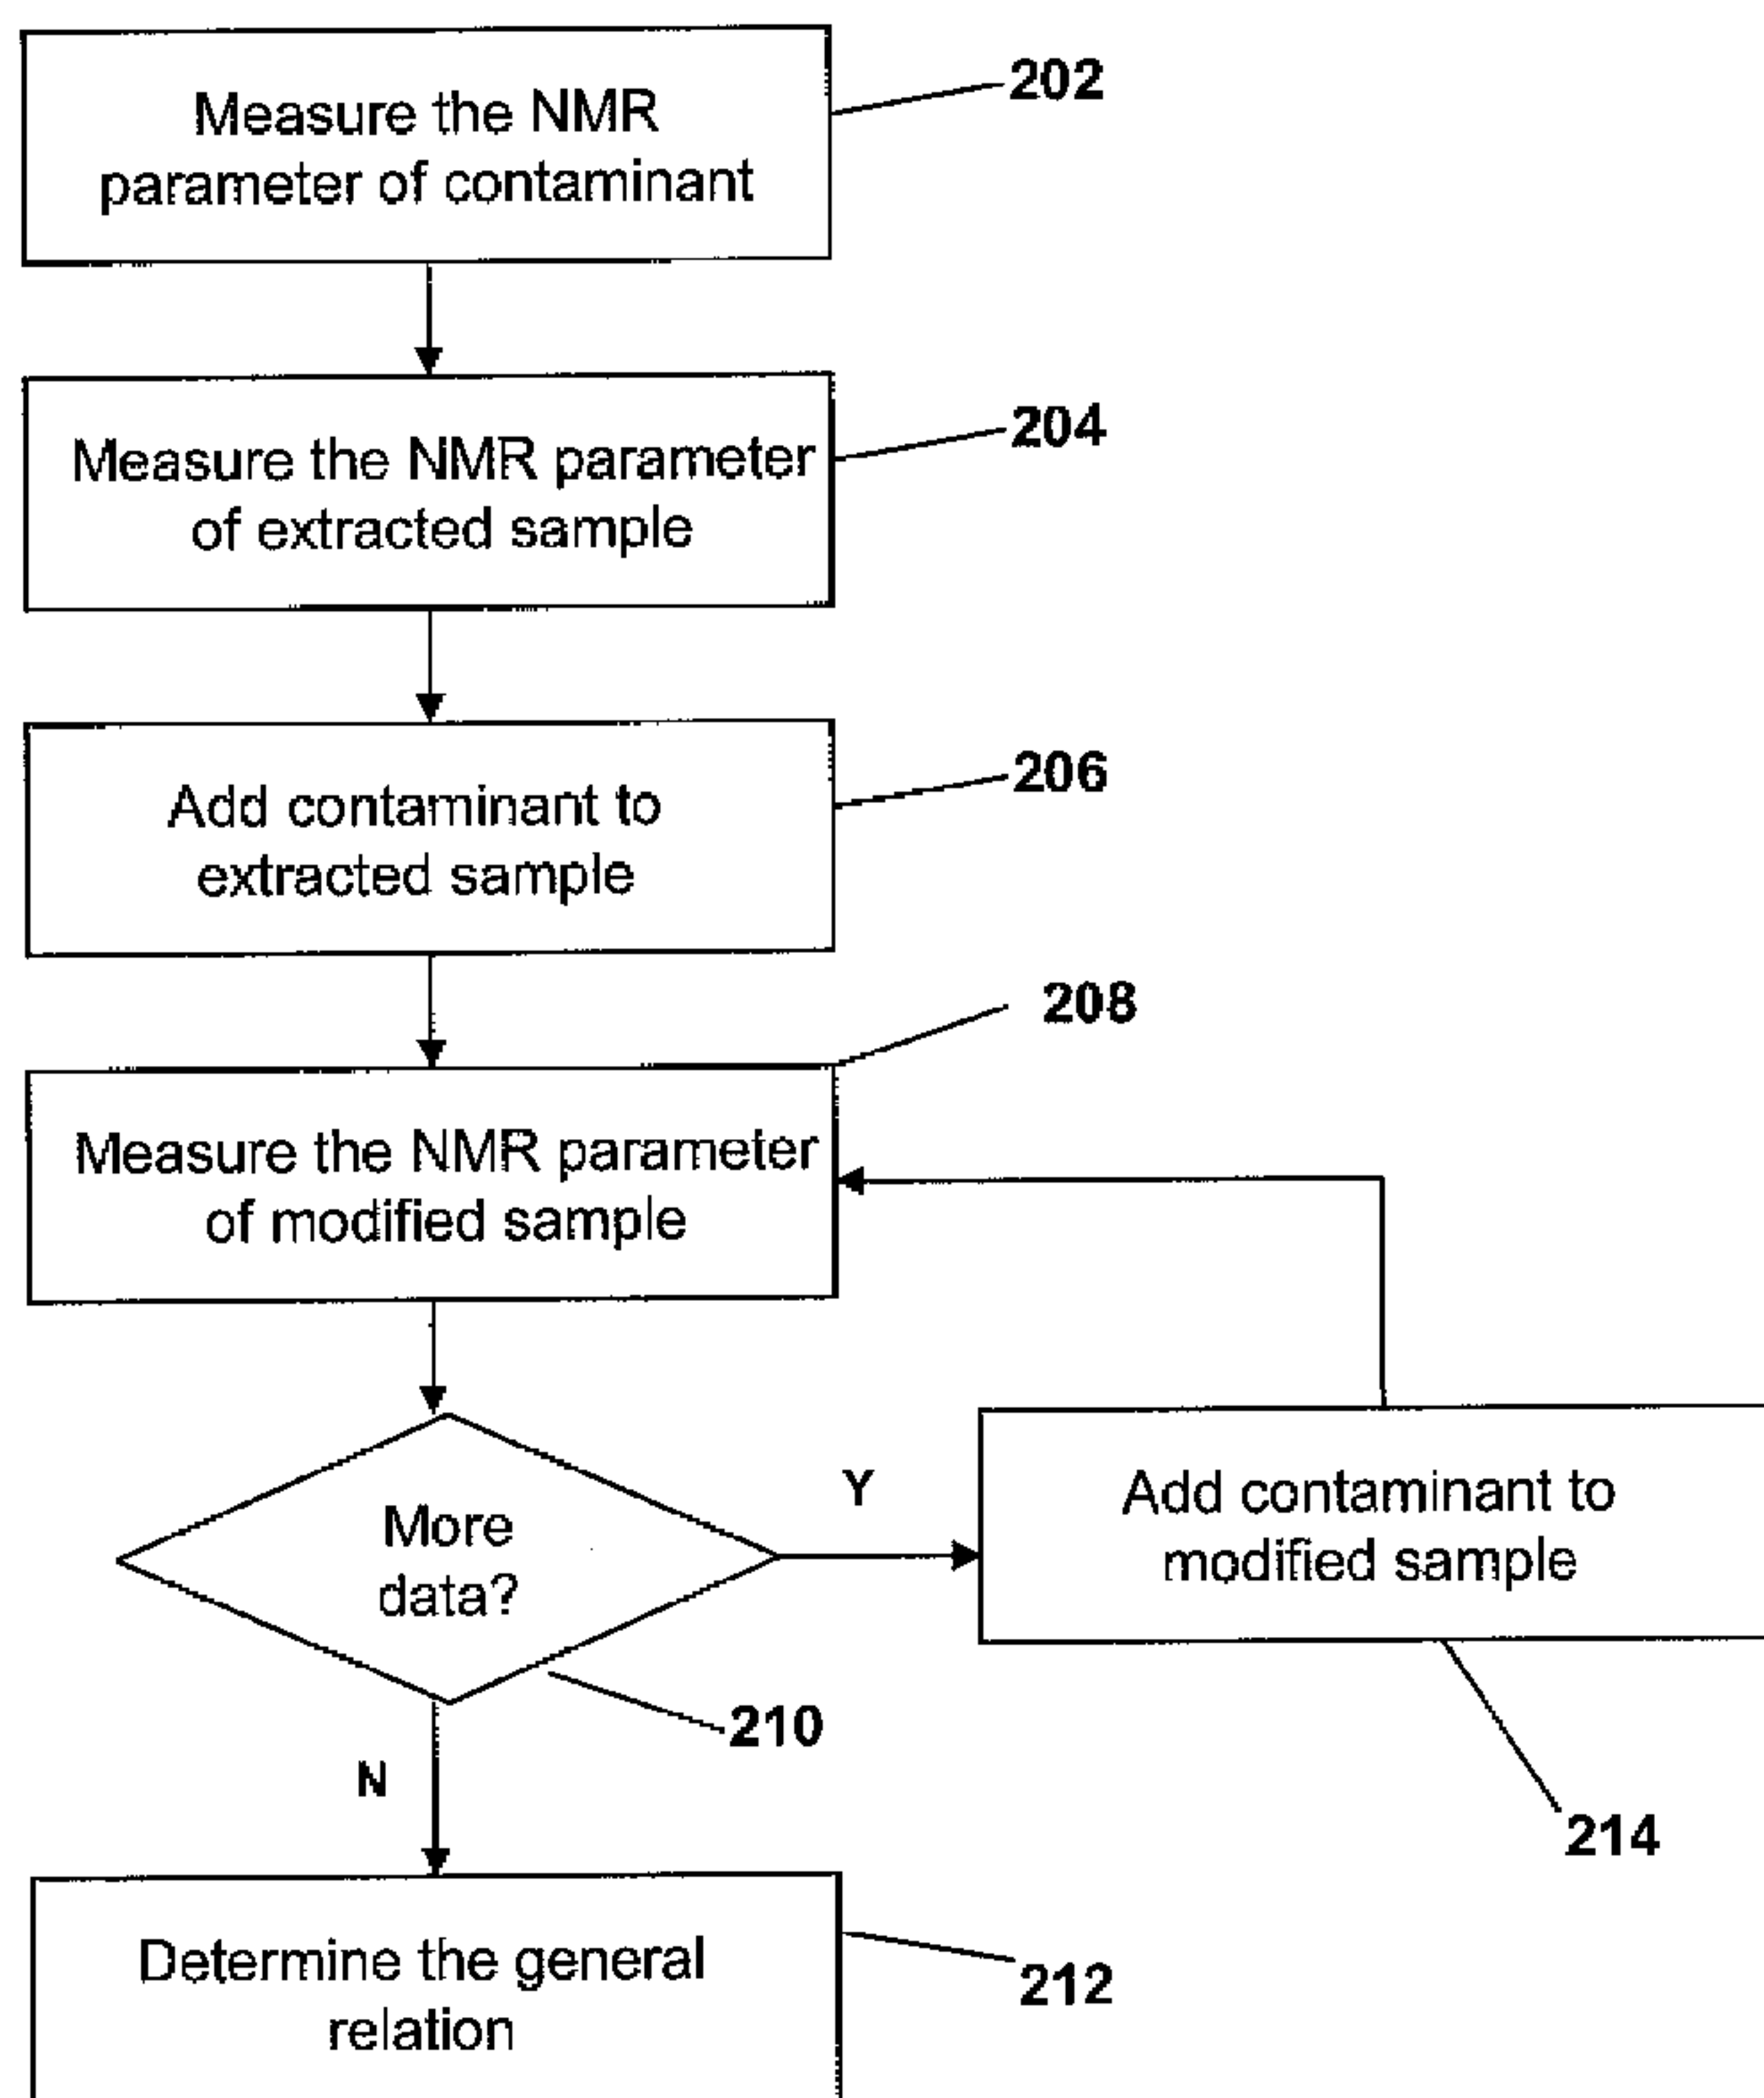 Measure the NMR
parameter of contaminant
202
Measure the NMR parameter
of extracted sample
204
Add contaminant to
extracted sample
206
208
Measure the NMR parameter
of modified sample
More
data?
Y
Add contaminant to
modified sample
210
N
214
Determine the general
relation
212